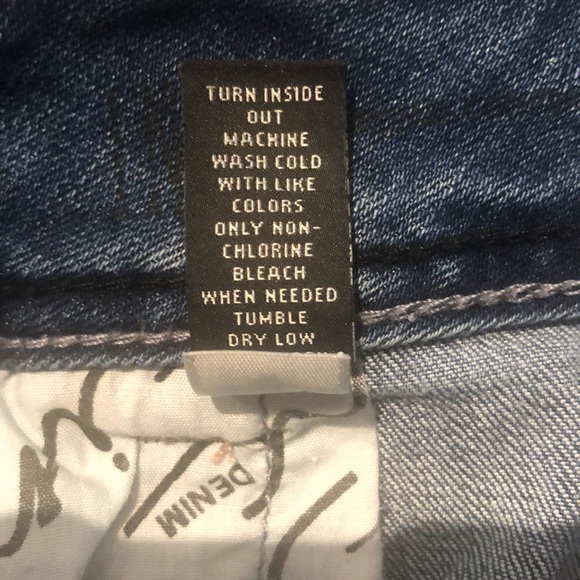 TURN INSIDE
OUT
MACHINE
WASH COLD
WITH LIKE
COLORS
ONLY NON-
CHLORINE
BLEACH
WHEN NEEDED
TUMBLE
DRY LOW
DENIM